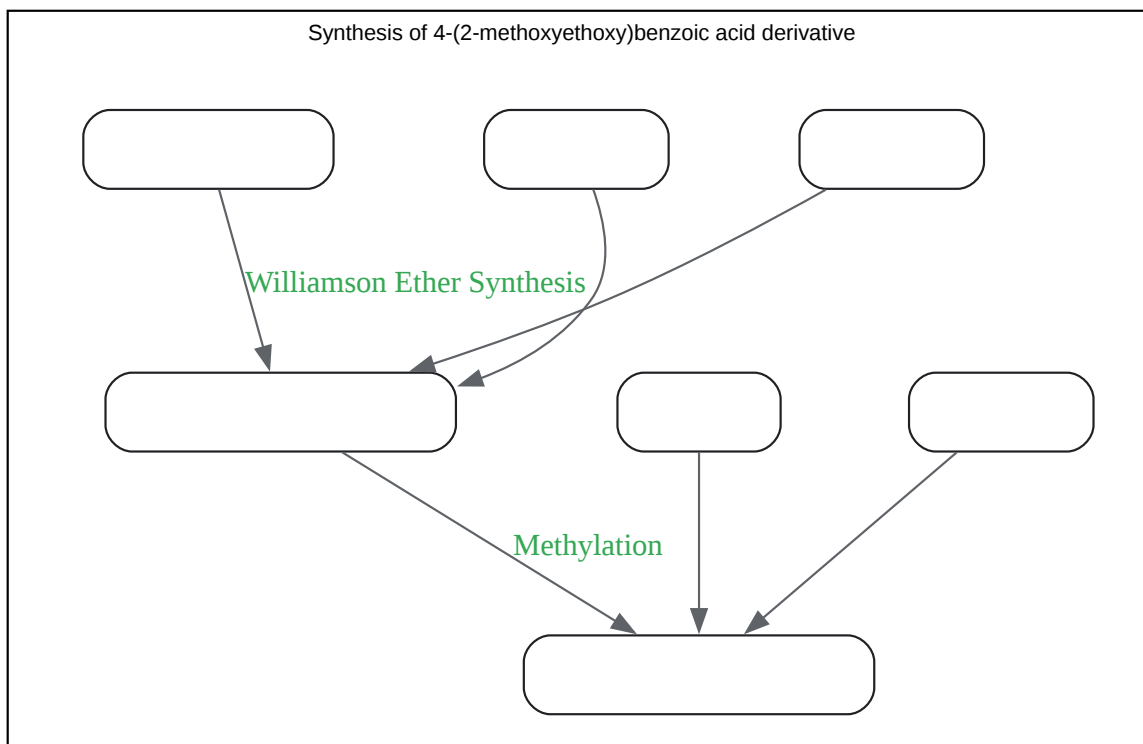 Synthesis of 4-(2-methoxyethoxy)benzoic acid derivative
Williamson Ether Synthesis
Methylation